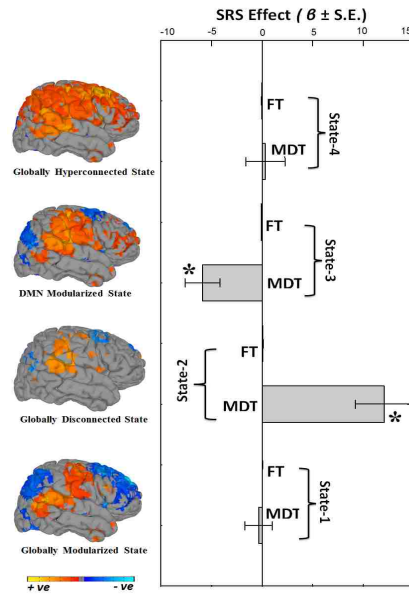 SRS Effect ( β ± S.E.)
-10 -5 0 5 10 15
FT
MDT
State-4
Globally Hyperconnected State
FT
* MDT
State-3
DMN Modularized State
FT
State-2
MDT
*
Globally Disconnected State
FT
MDT
State-1
Globally Modularized State
+ ve - ve